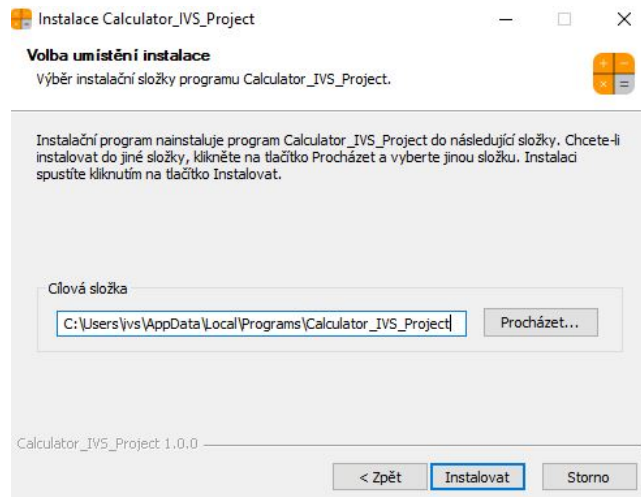 Instalace Calculator_IVS_Project
Volba umístění instalace
Výběr instalační složky programu Calculator_IVS_Project.
Instalační program nainstaluje program Calculator_IVS_Project do následující složky. Chcete-li
instalovat do jiné složky, klikněte na tlačítko Procházet a vyberte jinou složku. Instalaci
spustíte kliknutím na tlačítko Instalovat.
Cílová složka
C:\Users\ivs\AppData\Local\Programs\Calculator_IVS_Project
Procházet...
Calculator_IVS_Project 1.0.0
< Zpět
Instalovat
Storno